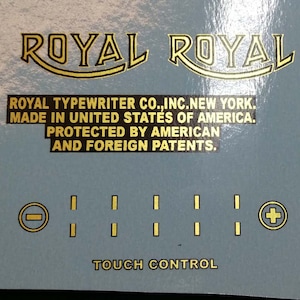 ROYAL ROYAL
ROYAL TYPEWRITER CO.,INC.NEW YORK.
MADE IN UNITED STATES OF AMERICA.
PROTECTED BY AMERICAN
AND FOREIGN PATENTS.
− +
TOUCH CONTROL